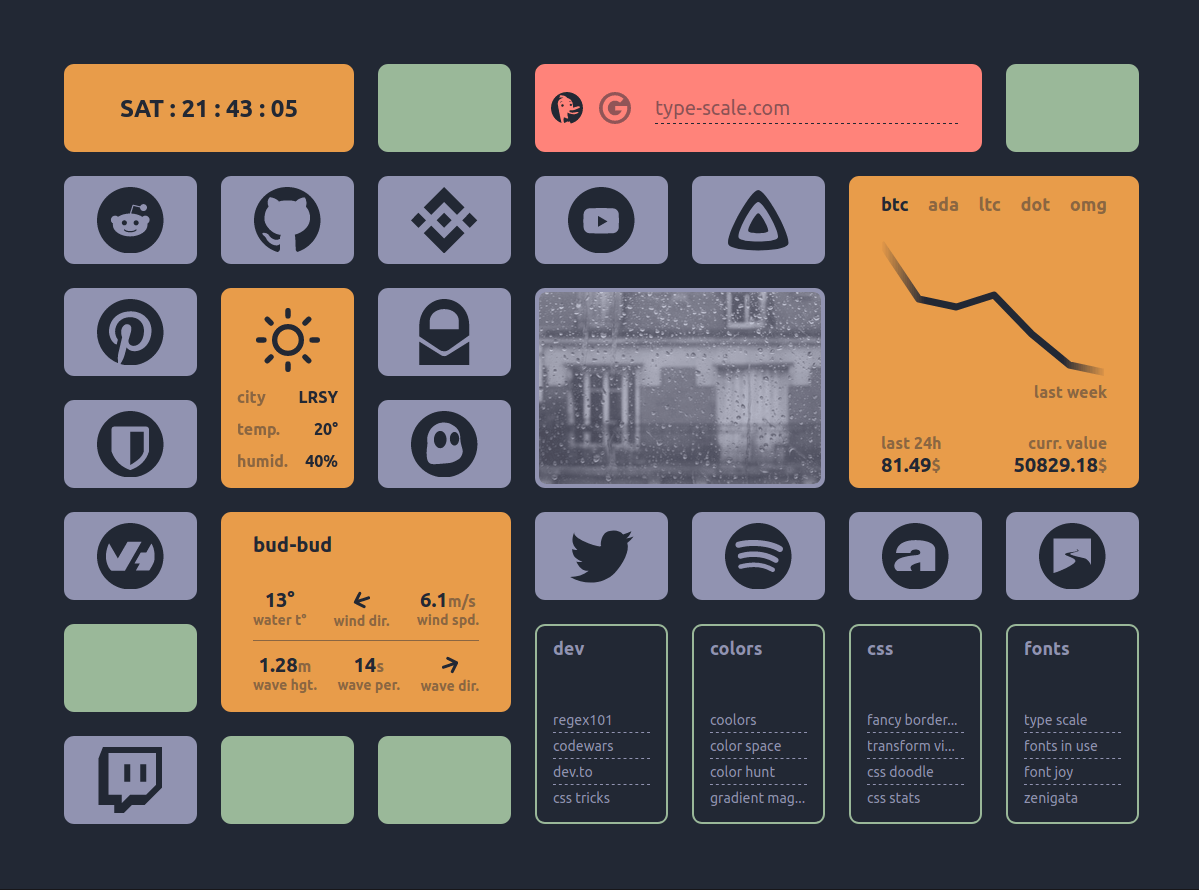 SAT : 21 : 43 : 05
type-scale.com
btc ada ltc dot omg
last week
last 24h curr. value
81.49$ 50829.18$
city LRSY
temp. 20°
humid. 40%
bud-bud
13° 6.1m/s
water t° wind dir. wind spd.
1.28m 14s
wave hgt. wave per. wave dir.
dev
regex101
codewars
dev.to
css tricks
colors
coolors
color space
color hunt
gradient mag...
css
fancy border...
transform vi...
css doodle
css stats
fonts
type scale
fonts in use
font joy
zenigata